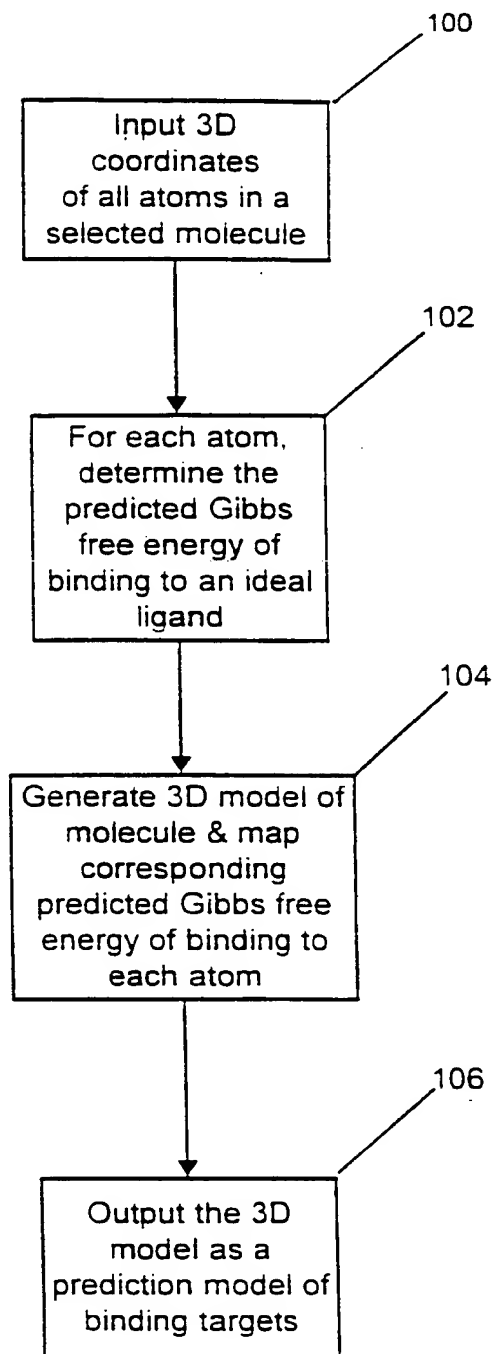 100
Input 3D
coordinates
of all atoms in a
selected molecule
102
For each atom,
determine the
predicted Gibbs
free energy of
binding to an ideal
ligand
104
Generate 3D model of
molecule & map
corresponding
predicted Gibbs free
energy of binding to
each atom
106
Output the 3D
model as a
prediction model of
binding targets